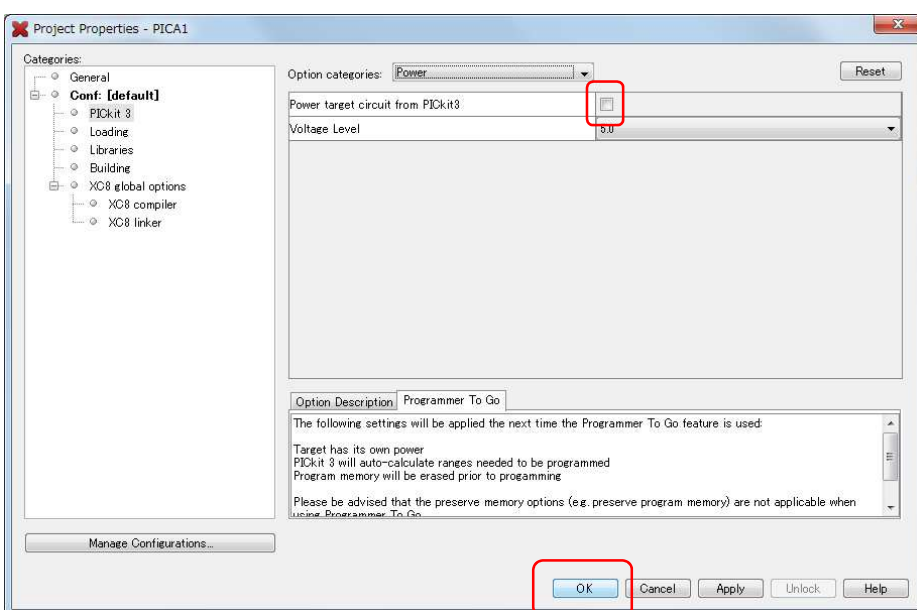 Project Properties - PICA1
Categories:
General
Conf: [default]
PICkit 3
Loading
Libraries
Building
XC8 global options
XC8 compiler
XC8 linker
Manage Configurations...
Option categories: Power
Reset
Power target circuit from PICkit3
Voltage Level 5.0
Option Description Programmer To Go
The following settings will be applied the next time the Programmer To Go feature is used:
Target has its own power
PICkit 3 will auto-calculate ranges needed to be programmed
Program memory will be erased prior to progamming
Please be advised that the preserve memory options (e.g. preserve program memory) are not applicable when
using Programmer To Go
OK Cancel Apply Unlock Help